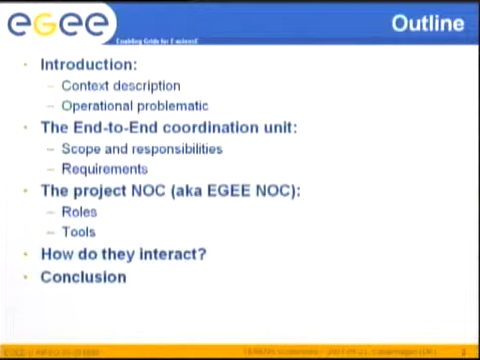 eGee
Outline
Enabling Grids for E-sciencE
Introduction:
– Context description
– Operational problematic
The End-to-End coordination unit:
– Scope and responsibilities
– Requirements
The project NOC (aka EGEE NOC):
– Roles
– Tools
How do they interact?
Conclusion